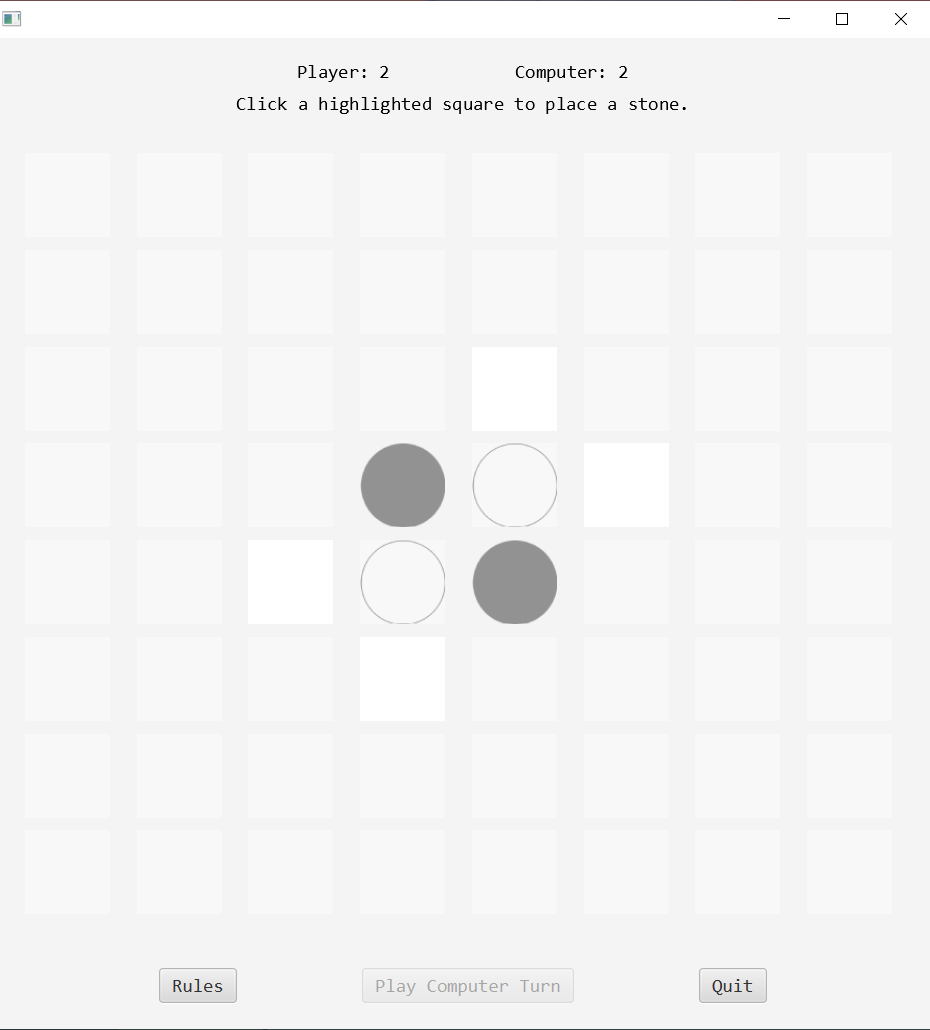 Player: 2 Computer: 2
Click a highlighted square to place a stone.
Rules Play Computer Turn Quit